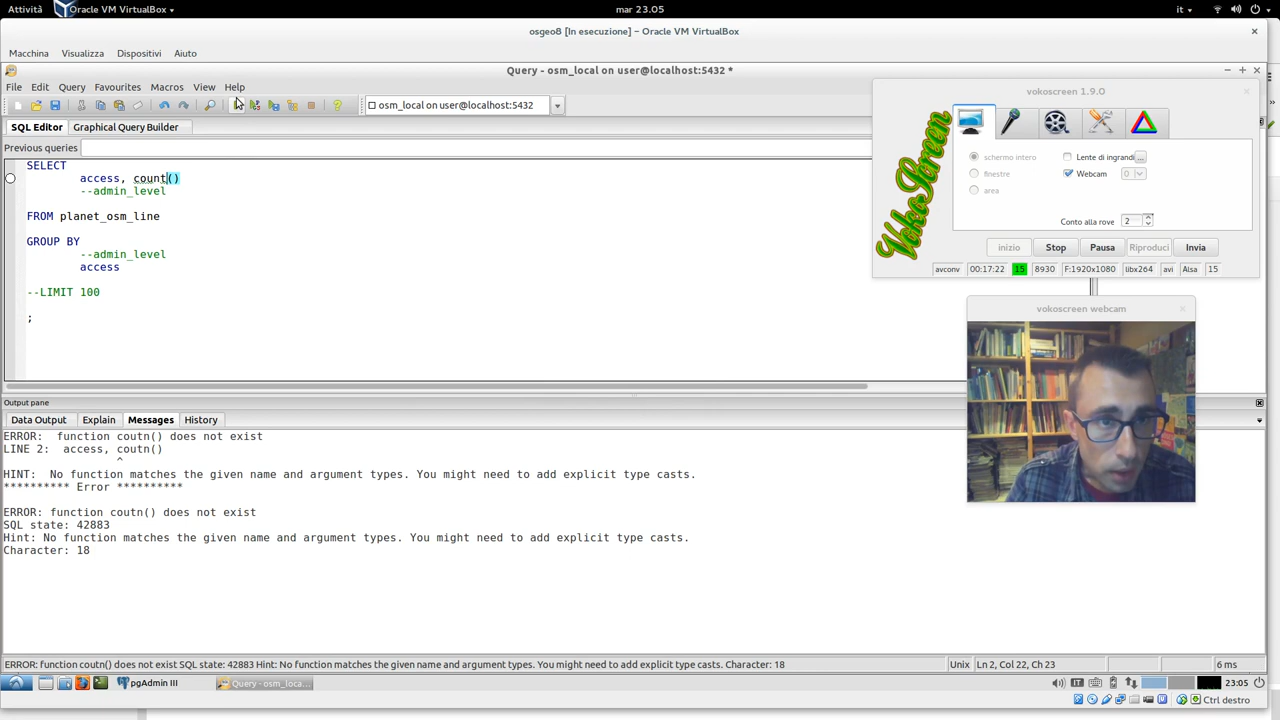 Attività
Oracle VM VirtualBox
mar 23.05
it
osgeo8 [In esecuzione] – Oracle VM VirtualBox
Macchina Visualizza Dispositivi Aiuto
Query - osm_local on user@localhost:5432 *
File Edit Query Favourites Macros View Help
osm_local on user@localhost:5432
SQL Editor Graphical Query Builder
Previous queries
SELECT
access, count()
--admin_level
FROM planet_osm_line
GROUP BY
--admin_level
access
--LIMIT 100
;
vokoscreen 1.9.0
VokoScreen
schermo intero
finestre
area
Lente di ingrandi ...
Webcam 0
Conto alla rove 2
inizio Stop Pausa Riproduci Invia
avconv 00:17:22 15 8930 F:1920x1080 libx264 avi Alsa 15
vokoscreen webcam
Output pane
Data Output Explain Messages History
ERROR:  function coutn() does not exist
LINE 2:  access, coutn()
^
HINT:  No function matches the given name and argument types. You might need to add explicit type casts.
********** Error **********
ERROR: function coutn() does not exist
SQL state: 42883
Hint: No function matches the given name and argument types. You might need to add explicit type casts.
Character: 18
ERROR: function coutn() does not exist SQL state: 42883 Hint: No function matches the given name and argument types. You might need to add explicit type casts. Character: 18
Unix Ln 2, Col 22, Ch 23 6 ms
pgAdmin III Query - osm_loca... IT 23:05
Ctrl destro